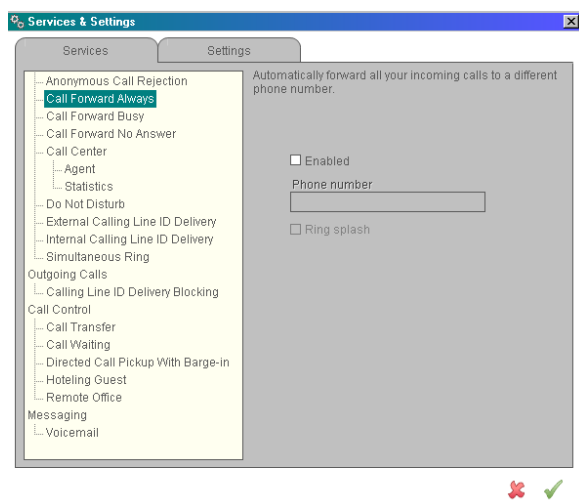 Services & Settings
Services
Settings
Anonymous Call Rejection
Call Forward Always
Call Forward Busy
Call Forward No Answer
Call Center
Agent
Statistics
Do Not Disturb
External Calling Line ID Delivery
Internal Calling Line ID Delivery
Simultaneous Ring
Outgoing Calls
Calling Line ID Delivery Blocking
Call Control
Call Transfer
Call Waiting
Directed Call Pickup With Barge-in
Hoteling Guest
Remote Office
Messaging
Voicemail
Automatically forward all your incoming calls to a different
phone number.
Enabled
Phone number
Ring splash